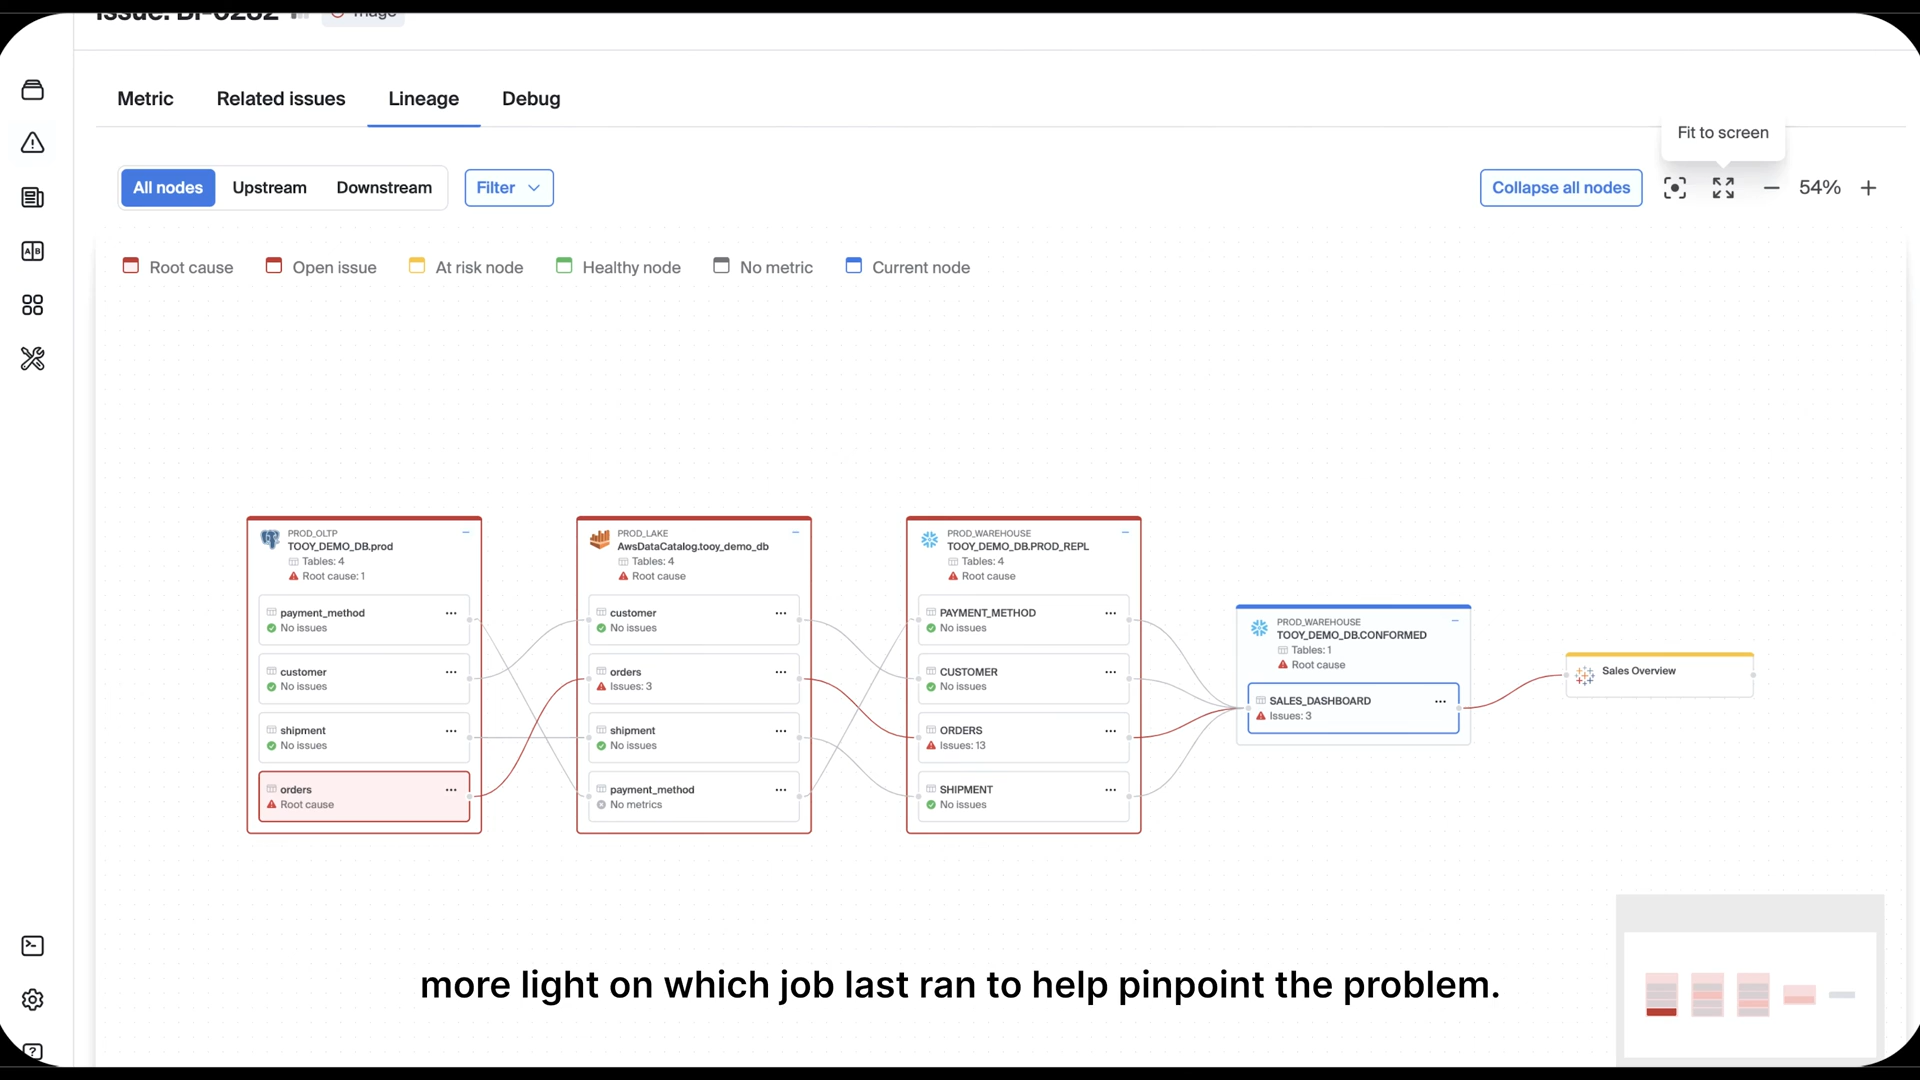 Issue: BI-0282 Triage
Metric Related issues Lineage Debug
Fit to screen
All nodes Upstream Downstream Filter Collapse all nodes 54%
Root cause Open issue At risk node Healthy node No metric Current node
PROD_OLTP
TOOY_DEMO_DB.prod
Tables: 4
Root cause: 1
payment_method
No issues
customer
No issues
shipment
No issues
orders
Root cause
PROD_LAKE
AwsDataCatalog.tooy_demo_db
Tables: 4
Root cause
customer
No issues
orders
Issues: 3
shipment
No issues
payment_method
No metrics
PROD_WAREHOUSE
TOOY_DEMO_DB.PROD_REPL
Tables: 4
Root cause
PAYMENT_METHOD
No issues
CUSTOMER
No issues
ORDERS
Issues: 13
SHIPMENT
No issues
PROD_WAREHOUSE
TOOY_DEMO_DB.CONFORMED
Tables: 1
Root cause
SALES_DASHBOARD
Issues: 3
Sales Overview
more light on which job last ran to help pinpoint the problem.